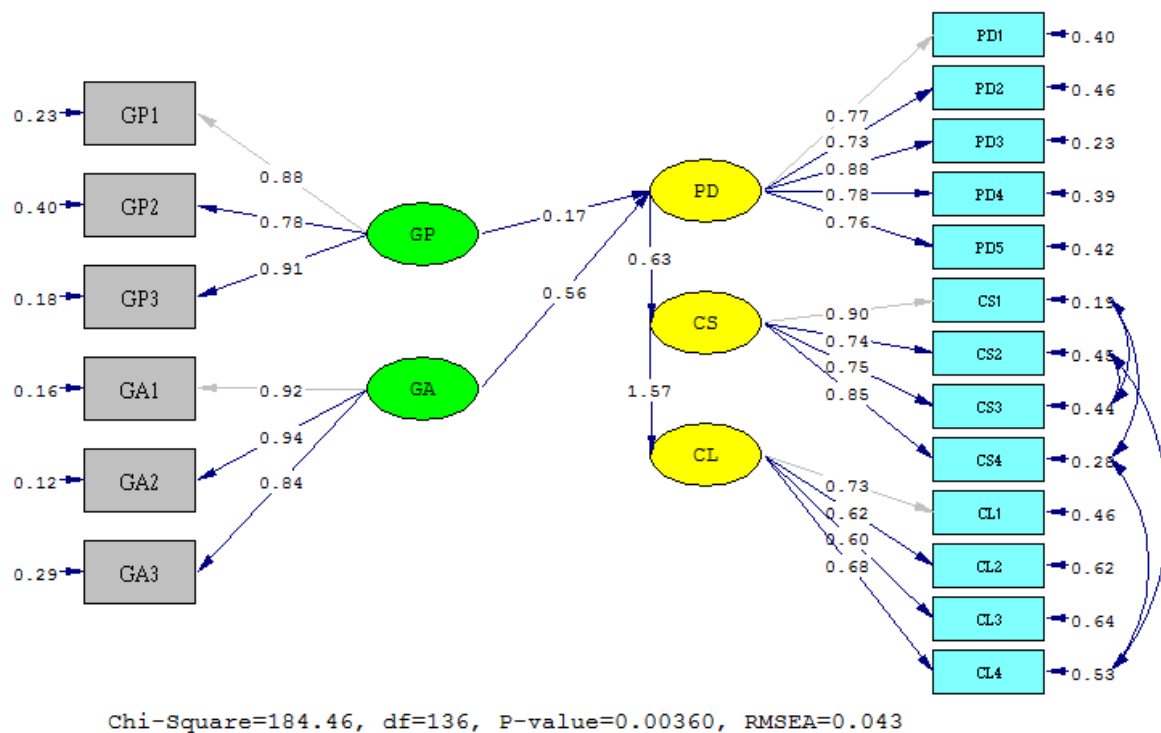 PD1
0.40
PD2
0.46
0.77
GP1
0.23
0.73
PD3
0.23
0.88
0.88
PD4
0.39
0.78
PD
GP2
0.40
0.78
0.17
0.76
GP
PD5
0.42
0.63
0.91
CS1
0.19
GP3
0.18
0.56
0.90
CS
0.74
CS2
0.45
0.75
GA1
0.16
0.92
GA
1.57
0.85
CS3
0.44
0.94
CL
CS4
0.28
GA2
0.12
0.84
0.73
CL1
0.46
0.62
0.60
CL2
0.62
0.68
GA3
0.29
CL3
0.64
CL4
0.53
Chi-Square=184.46, df=136, P-value=0.00360, RMSEA=0.043